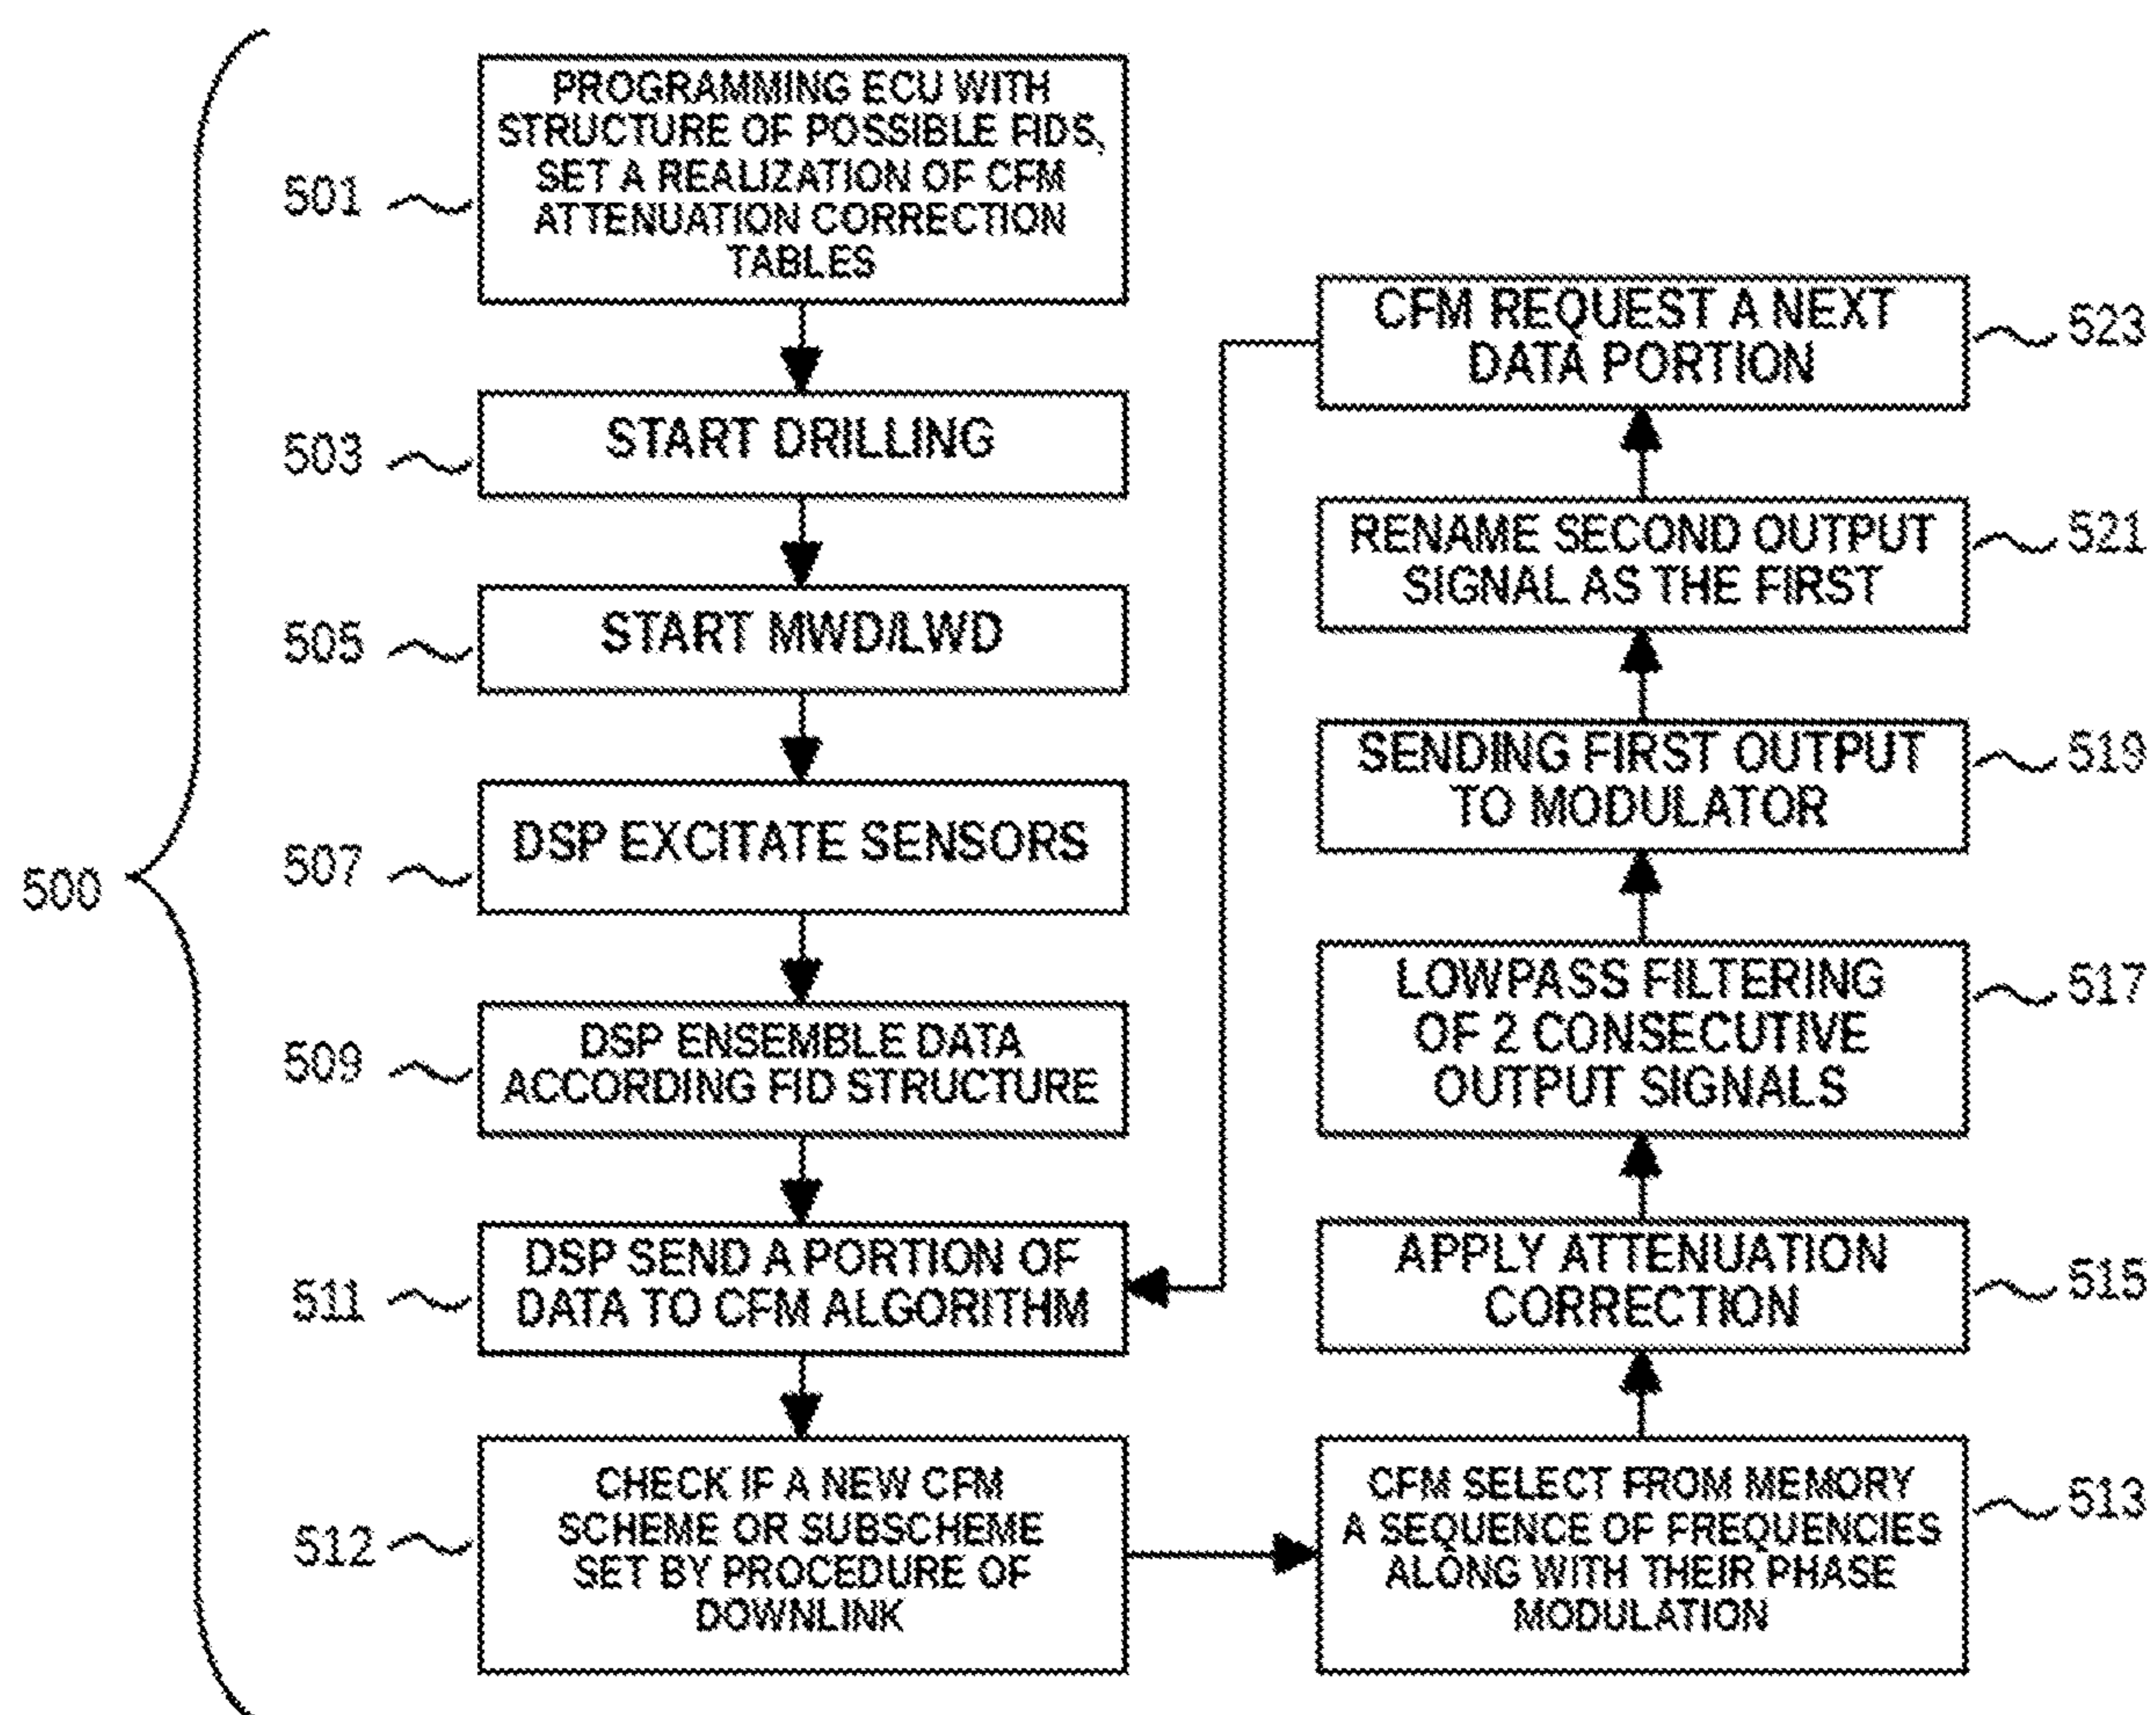 500
501
PROGRAMMING ECU WITH
STRUCTURE OF POSSIBLE FIDS,
SET A REALIZATION OF CFM
ATTENUATION CORRECTION
TABLES
503
START DRILLING
505
START MWD/LWD
507
DSP EXCITATE SENSORS
509
DSP ENSEMBLE DATA
ACCORDING FID STRUCTURE
511
DSP SEND A PORTION OF
DATA TO CFM ALGORITHM
512
CHECK IF A NEW CFM
SCHEME OR SUBSCHEME
SET BY PROCEDURE OF
DOWNLINK
CFM SELECT FROM MEMORY
A SEQUENCE OF FREQUENCIES
ALONG WITH THEIR PHASE
MODULATION
513
APPLY ATTENUATION
CORRECTION
515
LOWPASS FILTERING
OF 2 CONSECUTIVE
OUTPUT SIGNALS
517
SENDING FIRST OUTPUT
TO MODULATOR
519
RENAME SECOND OUTPUT
SIGNAL AS THE FIRST
521
CFM REQUEST A NEXT
DATA PORTION
523